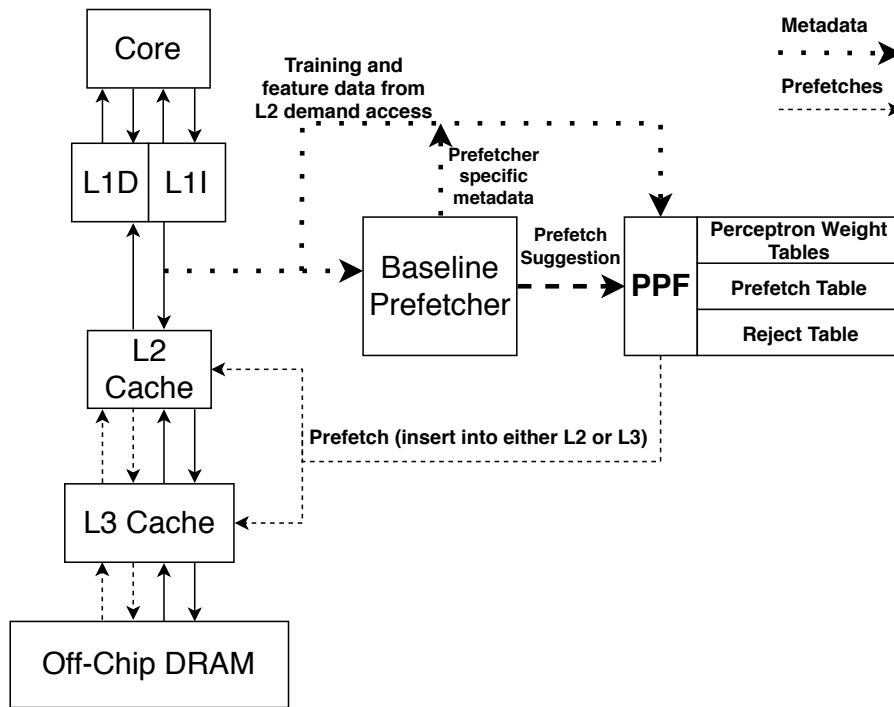 Core
Training and
feature data from
L2 demand access
Metadata
Prefetches
L1D
L1I
Prefetcher
specific
metadata
Baseline
Prefetcher
Prefetch
Suggestion
PPF
Perceptron Weight
Tables
Prefetch Table
Reject Table
L2
Cache
Prefetch (insert into either L2 or L3)
L3 Cache
Off-Chip DRAM